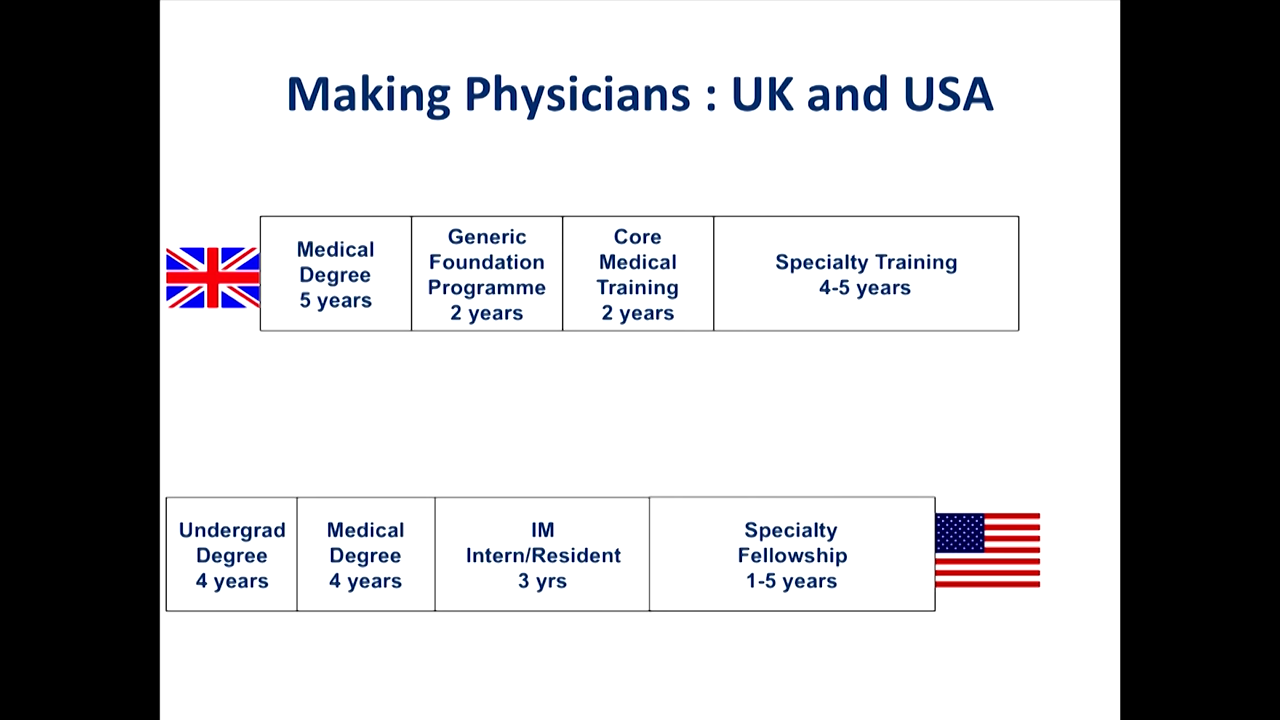 Making Physicians : UK and USA
Medical
Degree
5 years
Generic
Foundation
Programme
2 years
Core
Medical
Training
2 years
Specialty Training
4-5 years
Undergrad
Degree
4 years
Medical
Degree
4 years
IM
Intern/Resident
3 yrs
Specialty
Fellowship
1-5 years